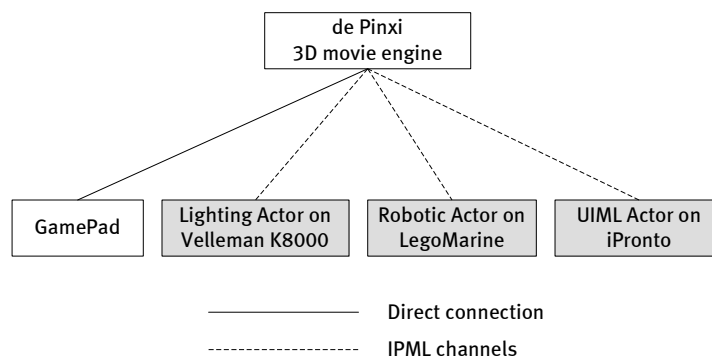 de Pinxi
3D movie engine
GamePad
Lighting Actor on
Velleman K8000
Robotic Actor on
LegoMarine
UIML Actor on
iPronto
Direct connection
IPML channels